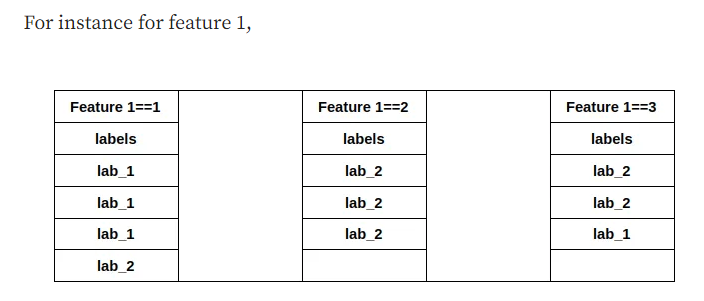 For instance for feature 1,
Feature 1==1 Feature 1==2 Feature 1==3
labels labels labels
lab_1 lab_2 lab_2
lab_1 lab_2 lab_2
lab_1 lab_2 lab_1
lab_2